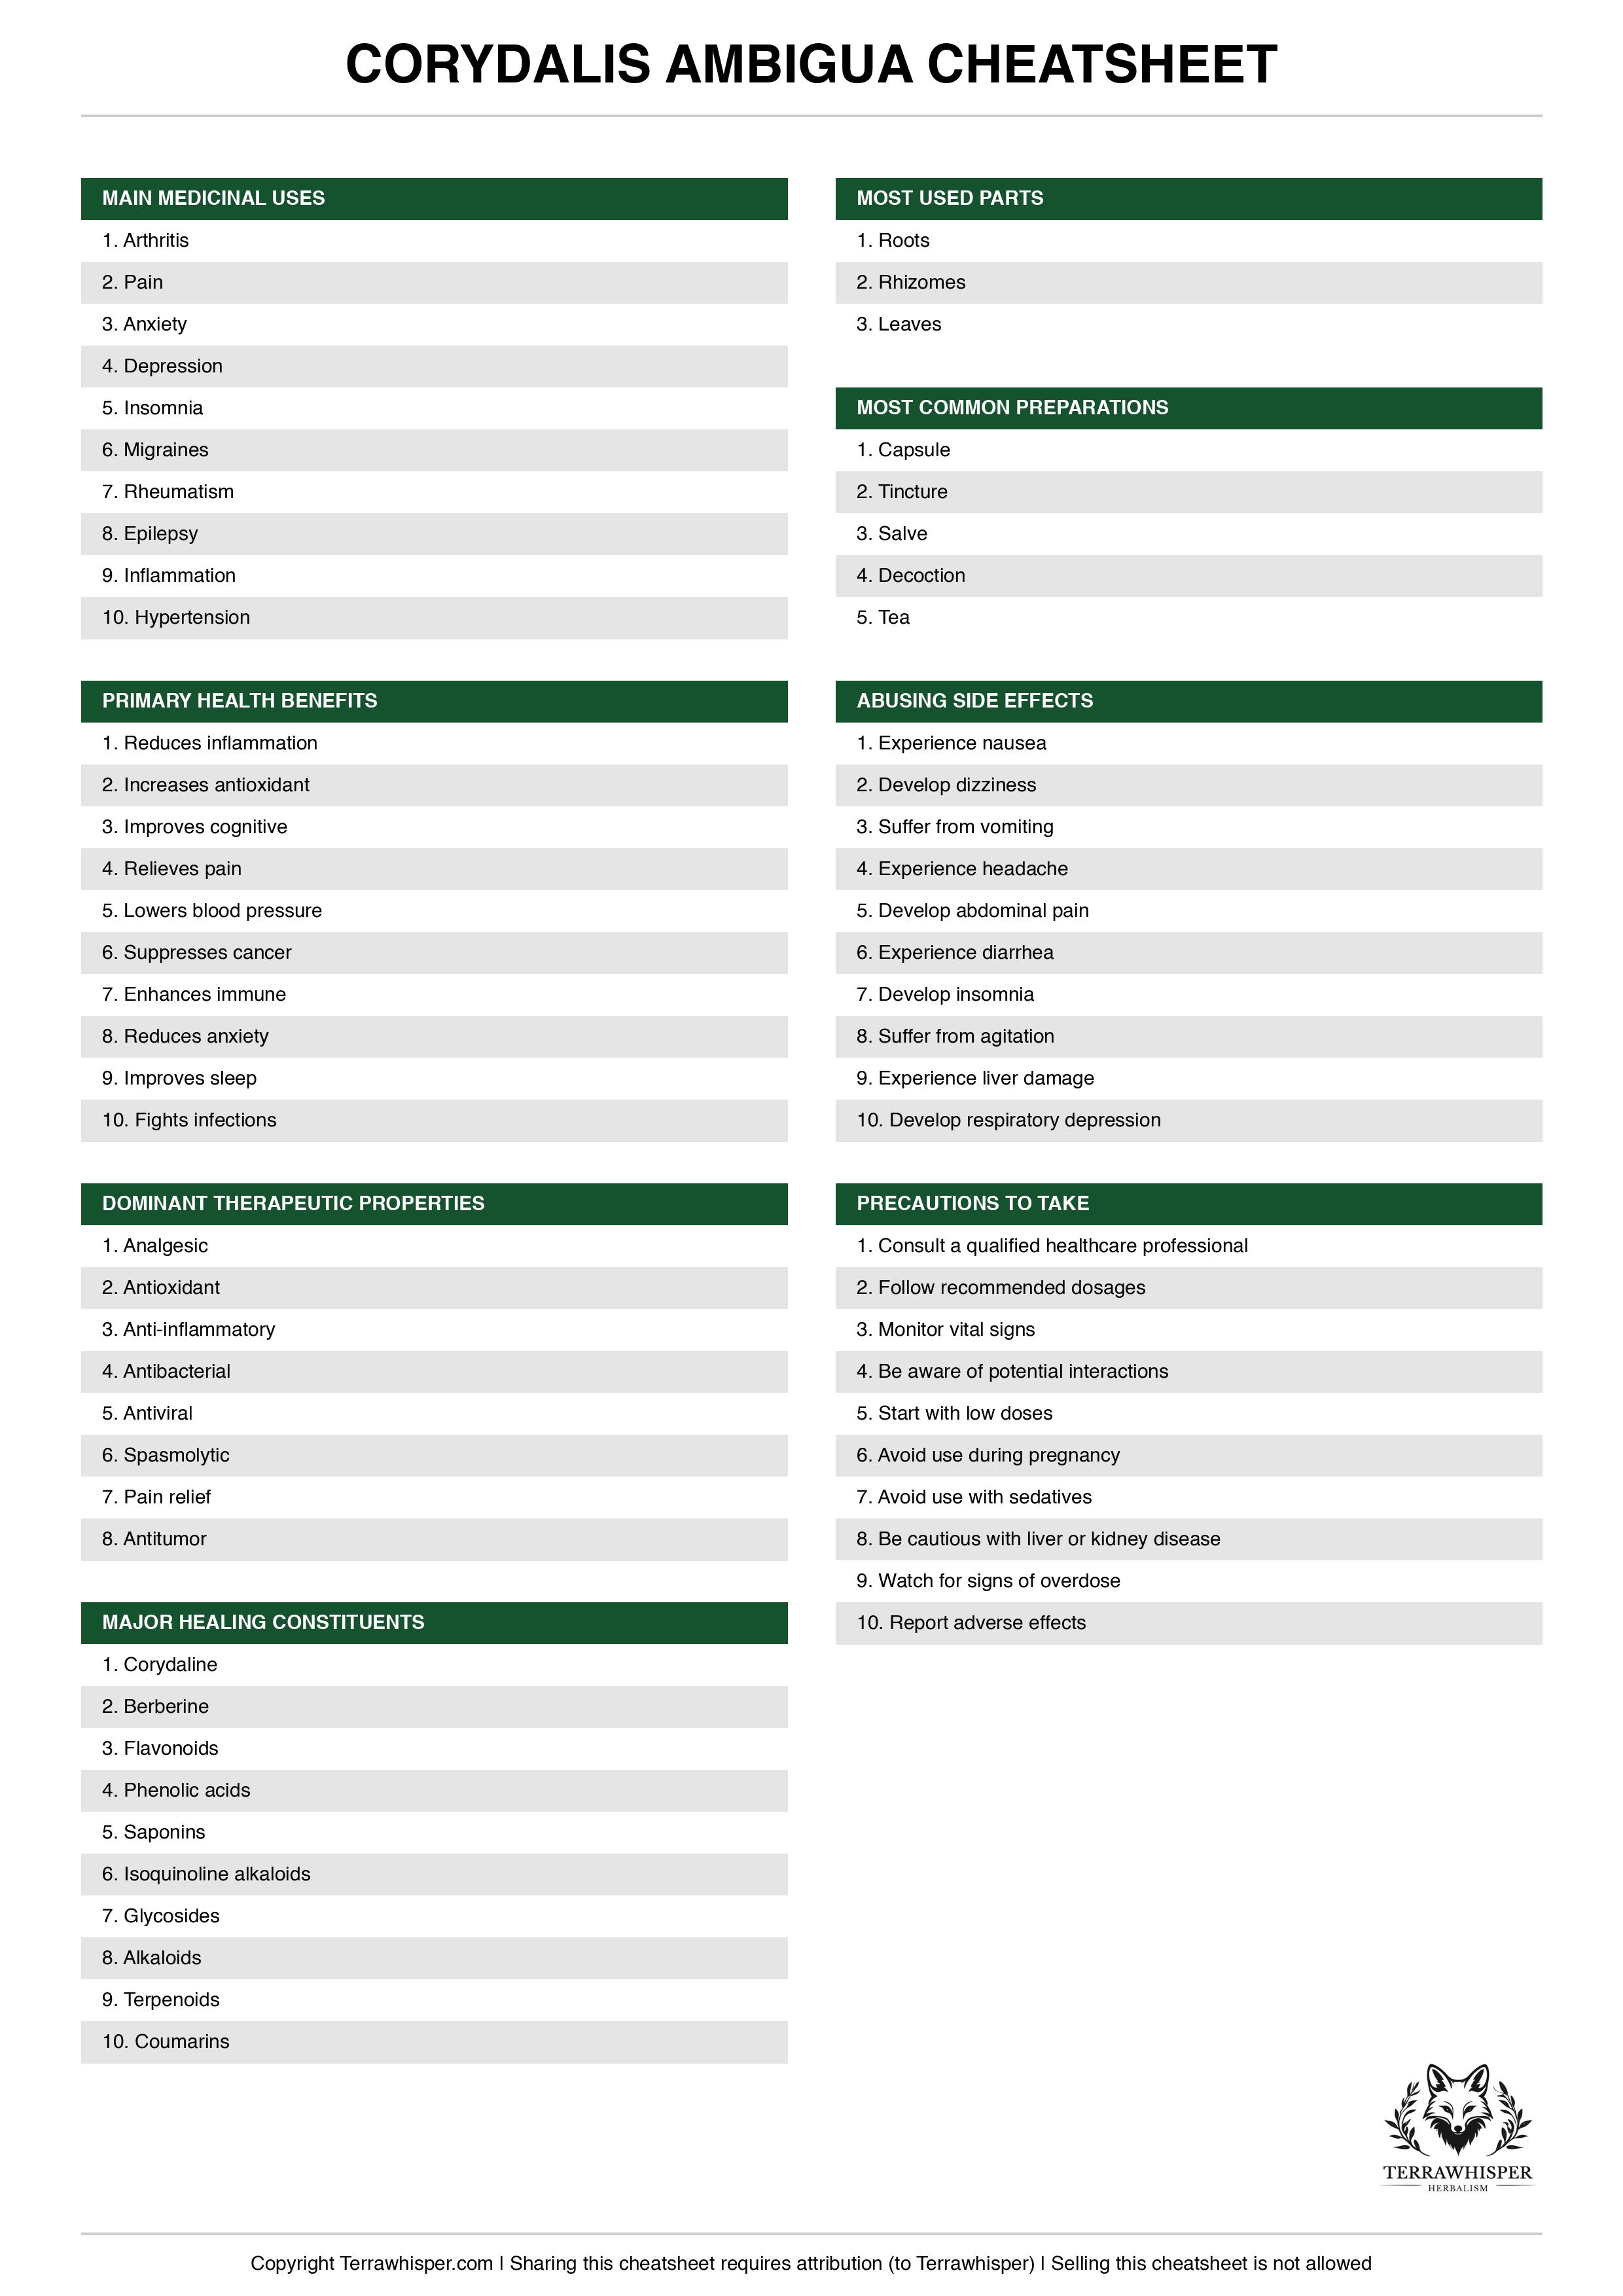 CORYDALIS AMBIGUA CHEATSHEET
MAIN MEDICINAL USES
1. Arthritis
2. Pain
3. Anxiety
4. Depression
5. Insomnia
6. Migraines
7. Rheumatism
8. Epilepsy
9. Inflammation
10. Hypertension
PRIMARY HEALTH BENEFITS
1. Reduces inflammation
2. Increases antioxidant
3. Improves cognitive
4. Relieves pain
5. Lowers blood pressure
6. Suppresses cancer
7. Enhances immune
8. Reduces anxiety
9. Improves sleep
10. Fights infections
DOMINANT THERAPEUTIC PROPERTIES
1. Analgesic
2. Antioxidant
3. Anti-inflammatory
4. Antibacterial
5. Antiviral
6. Spasmolytic
7. Pain relief
8. Antitumor
MAJOR HEALING CONSTITUENTS
1. Corydaline
2. Berberine
3. Flavonoids
4. Phenolic acids
5. Saponins
6. Isoquinoline alkaloids
7. Glycosides
8. Alkaloids
9. Terpenoids
10. Coumarins
MOST USED PARTS
1. Roots
2. Rhizomes
3. Leaves
MOST COMMON PREPARATIONS
1. Capsule
2. Tincture
3. Salve
4. Decoction
5. Tea
ABUSING SIDE EFFECTS
1. Experience nausea
2. Develop dizziness
3. Suffer from vomiting
4. Experience headache
5. Develop abdominal pain
6. Experience diarrhea
7. Develop insomnia
8. Suffer from agitation
9. Experience liver damage
10. Develop respiratory depression
PRECAUTIONS TO TAKE
1. Consult a qualified healthcare professional
2. Follow recommended dosages
3. Monitor vital signs
4. Be aware of potential interactions
5. Start with low doses
6. Avoid use during pregnancy
7. Avoid use with sedatives
8. Be cautious with liver or kidney disease
9. Watch for signs of overdose
10. Report adverse effects
TERRAWHISPER
HERBALISM
Copyright Terrawhisper.com | Sharing this cheatsheet requires attribution (to Terrawhisper) | Selling this cheatsheet is not allowed